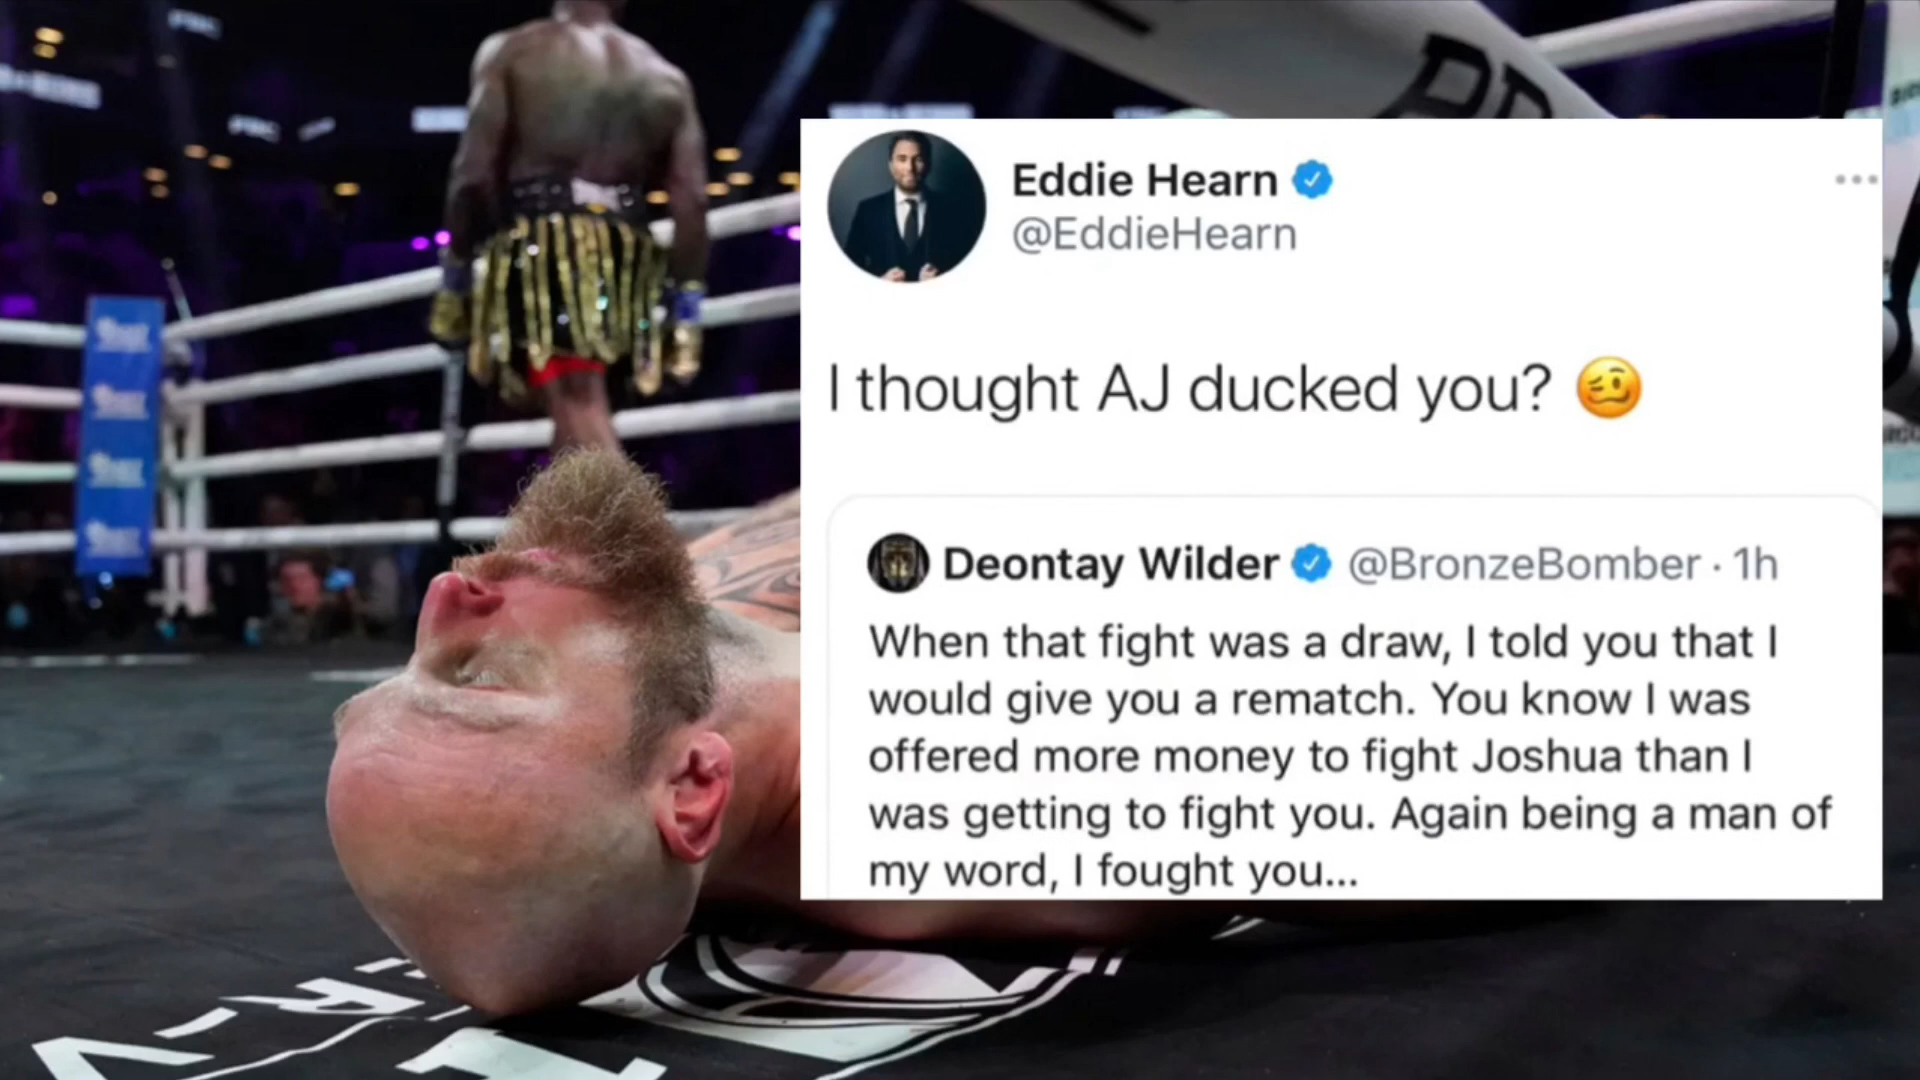 Eddie Hearn
@EddieHearn
I thought AJ ducked you? 🥴
Deontay Wilder @BronzeBomber · 1h
When that fight was a draw, I told you that I
would give you a rematch. You know I was
offered more money to fight Joshua than I
was getting to fight you. Again being a man of
my word, I fought you...